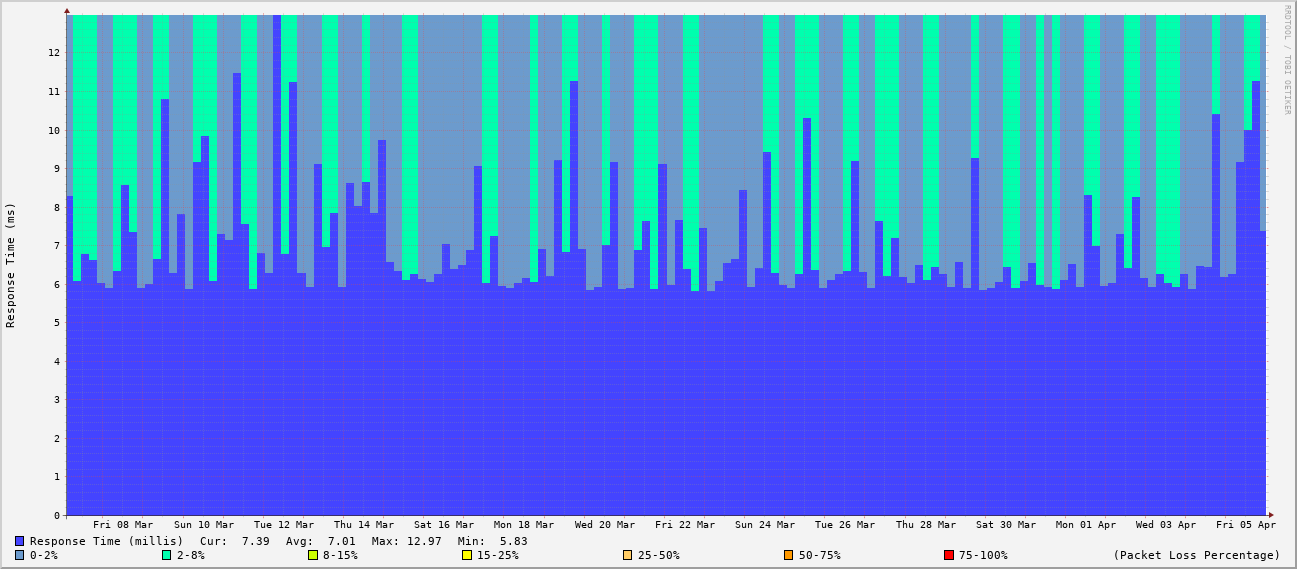 RRDTOOL / TOBI OETIKER
Response Time (ms)
12
11
10
9
8
7
6
5
4
3
2
1
0
Fri 08 Mar Sun 10 Mar Tue 12 Mar Thu 14 Mar Sat 16 Mar Mon 18 Mar Wed 20 Mar Fri 22 Mar Sun 24 Mar Tue 26 Mar Thu 28 Mar Sat 30 Mar Mon 01 Apr Wed 03 Apr Fri 05 Apr
Response Time (millis) Cur: 7.39 Avg: 7.01 Max: 12.97 Min: 5.83
0-2% 2-8% 8-15% 15-25% 25-50% 50-75% 75-100% (Packet Loss Percentage)